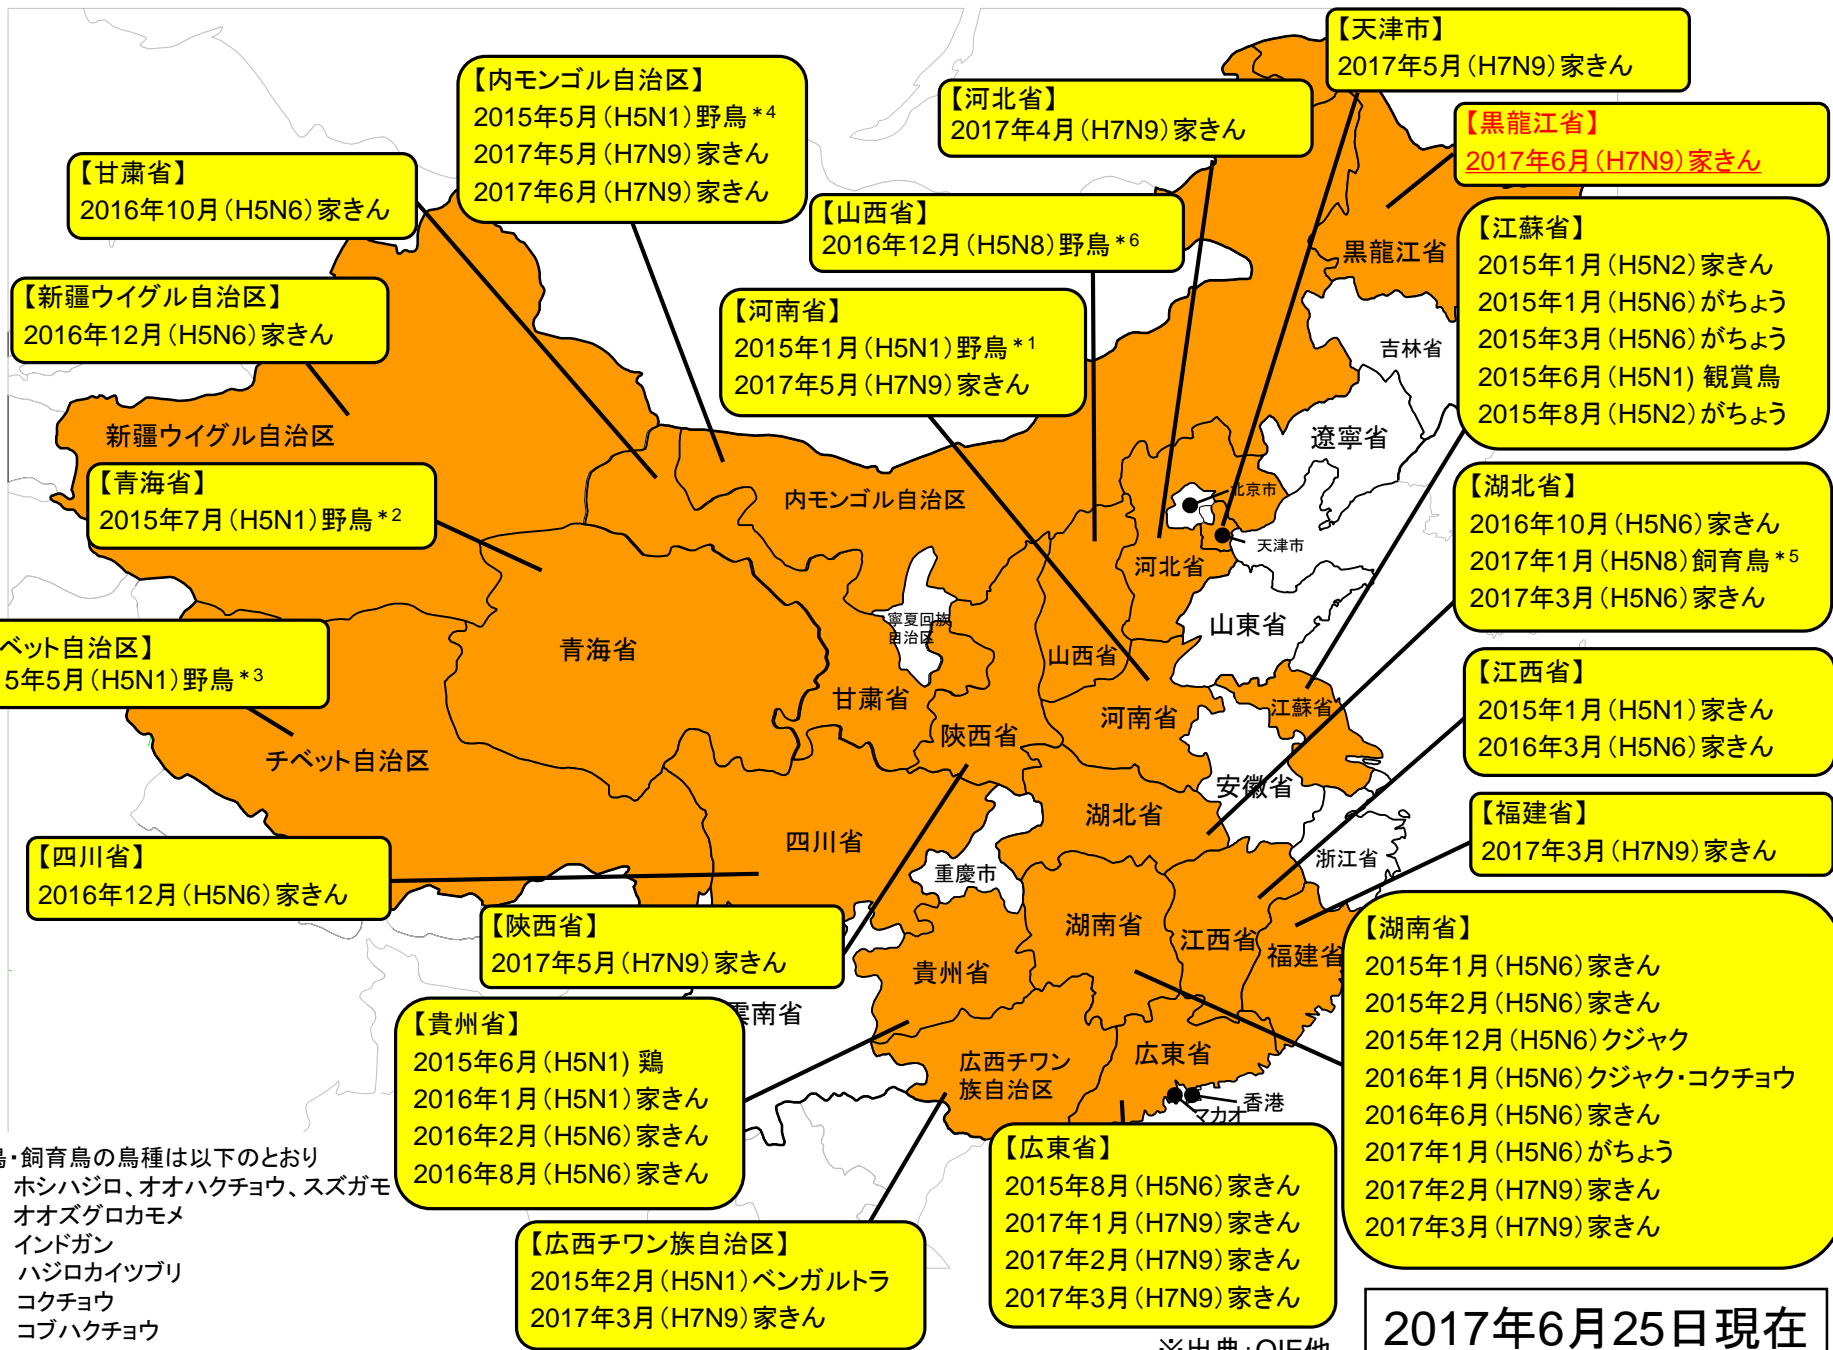 【天津市】
2017年5月(H7N9)家きん
【内モンゴル自治区】
2015年5月(H5N1)野鳥*4
2017年5月(H7N9)家きん
2017年6月(H7N9)家きん
【河北省】
2017年4月(H7N9)家きん
【黒龍江省】
2017年6月(H7N9)家きん
【甘粛省】
2016年10月(H5N6)家きん
【山西省】
2016年12月(H5N8)野鳥*6
【江蘇省】
2015年1月(H5N2)家きん
2015年1月(H5N6)がちょう
2015年3月(H5N6)がちょう
2015年6月(H5N1) 観賞鳥
2015年8月(H5N2)がちょう
【新疆ウイグル自治区】
2016年12月(H5N6)家きん
【河南省】
2015年1月(H5N1)野鳥*1
2017年5月(H7N9)家きん
黒龍江省
吉林省
遼寧省
新疆ウイグル自治区
【青海省】
2015年7月(H5N1)野鳥*2
内モンゴル自治区
北京市
天津市
河北省
【湖北省】
2016年10月(H5N6)家きん
2017年1月(H5N8)飼育鳥*5
2017年3月(H5N6)家きん
寧夏回族
自治区
山東省
青海省
山西省
ベット自治区】
5年5月(H5N1)野鳥*3
甘粛省
陝西省
河南省
江蘇省
【江西省】
2015年1月(H5N1)家きん
2016年3月(H5N6)家きん
チベット自治区
安徽省
湖北省
四川省
重慶市
浙江省
【福建省】
2017年3月(H7N9)家きん
【四川省】
2016年12月(H5N6)家きん
【陝西省】
2017年5月(H7N9)家きん
湖南省
江西省
福建省
貴州省
雲南省
【湖南省】
2015年1月(H5N6)家きん
2015年2月(H5N6)家きん
2015年12月(H5N6)クジャク
2016年1月(H5N6)クジャク・コクチョウ
2016年6月(H5N6)家きん
2017年1月(H5N6)がちょう
2017年2月(H7N9)家きん
2017年3月(H7N9)家きん
【貴州省】
2015年6月(H5N1) 鶏
2016年1月(H5N1)家きん
2016年2月(H5N6)家きん
2016年8月(H5N6)家きん
広西チワン
族自治区
広東省
香港
マカオ
【広東省】
2015年8月(H5N6)家きん
2017年1月(H7N9)家きん
2017年2月(H7N9)家きん
2017年3月(H7N9)家きん
【広西チワン族自治区】
2015年2月(H5N1)ベンガルトラ
2017年3月(H7N9)家きん
鳥・飼育鳥の鳥種は以下のとおり
ホシハジロ、オオハクチョウ、スズガモ
オオズグロカモメ
インドガン
ハジロカイツブリ
コクチョウ
コブハクチョウ
※出典:OIE他
2017年6月25日現在